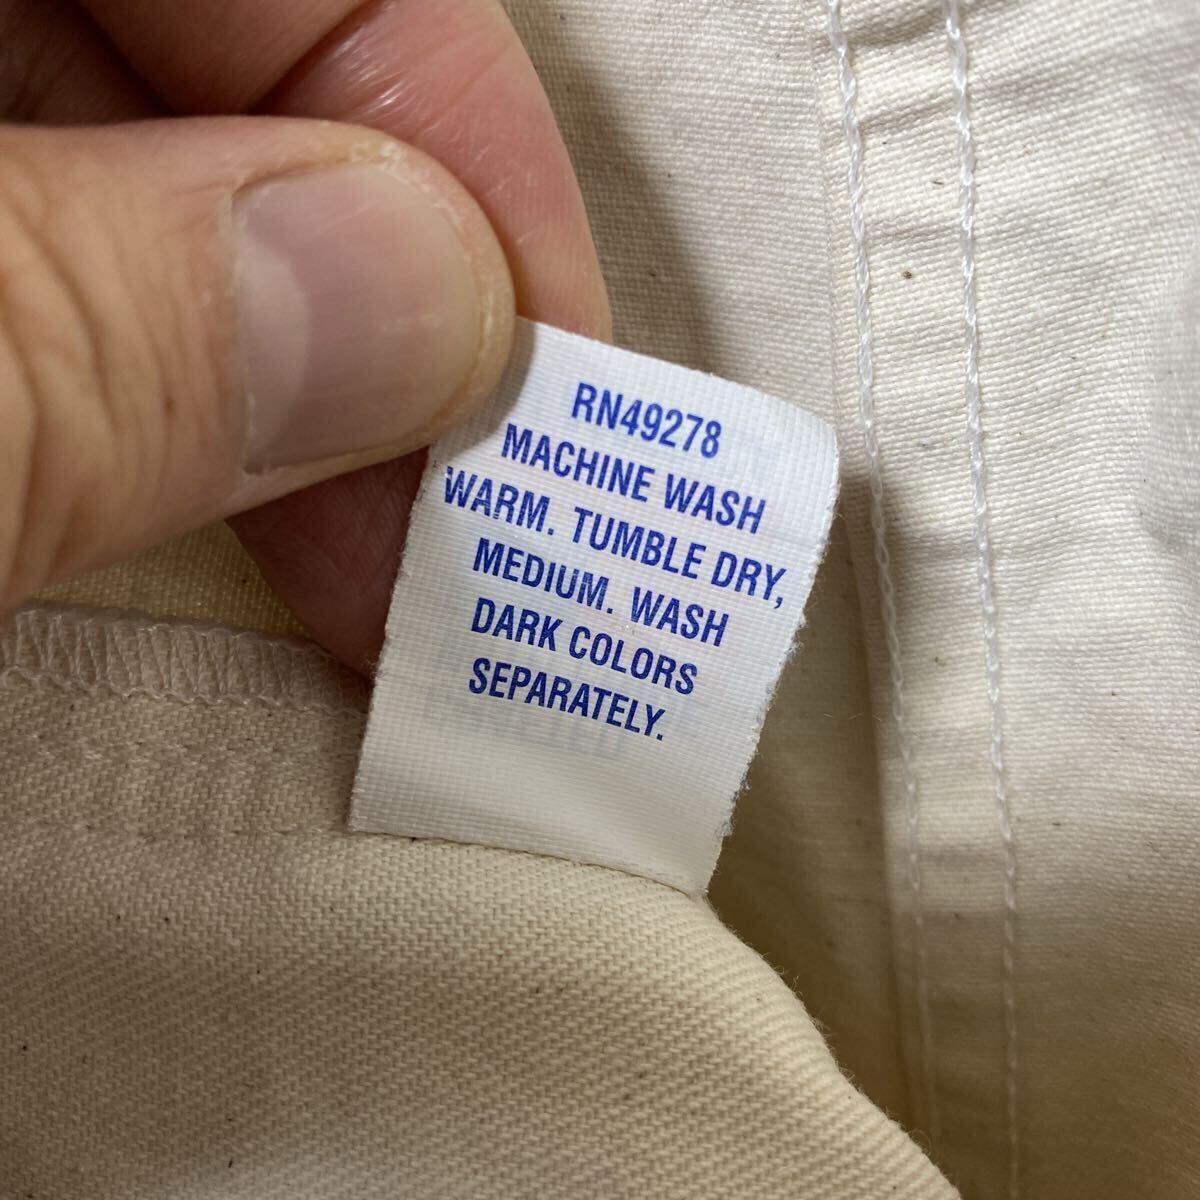 RN49278
MACHINE WASH
WARM. TUMBLE DRY,
MEDIUM. WASH
DARK COLORS
SEPARATELY.